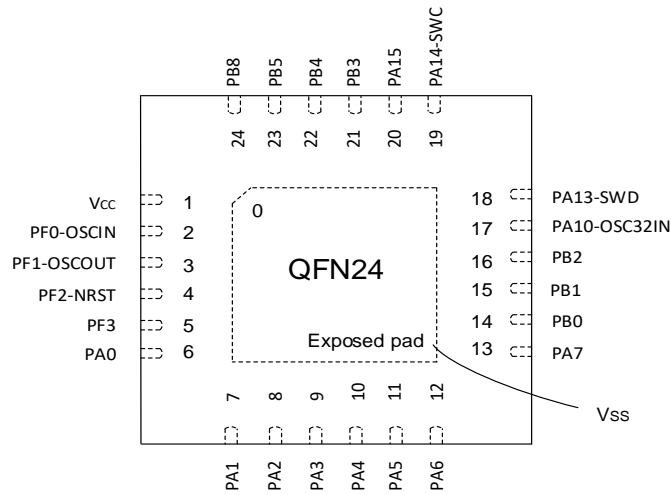 PB8
PB5
PB4
PB3
PA15
PA14-SWC
24
23
22
21
20
19
Vcc 1
PF0-OSCIN 2
PF1-OSCOUT 3
PF2-NRST 4
PF3 5
PA0 6
0
QFN24
Exposed pad
18 PA13-SWD
17 PA10-OSC32IN
16 PB2
15 PB1
14 PB0
13 PA7
Vss
7
8
9
10
11
12
PA1
PA2
PA3
PA4
PA5
PA6